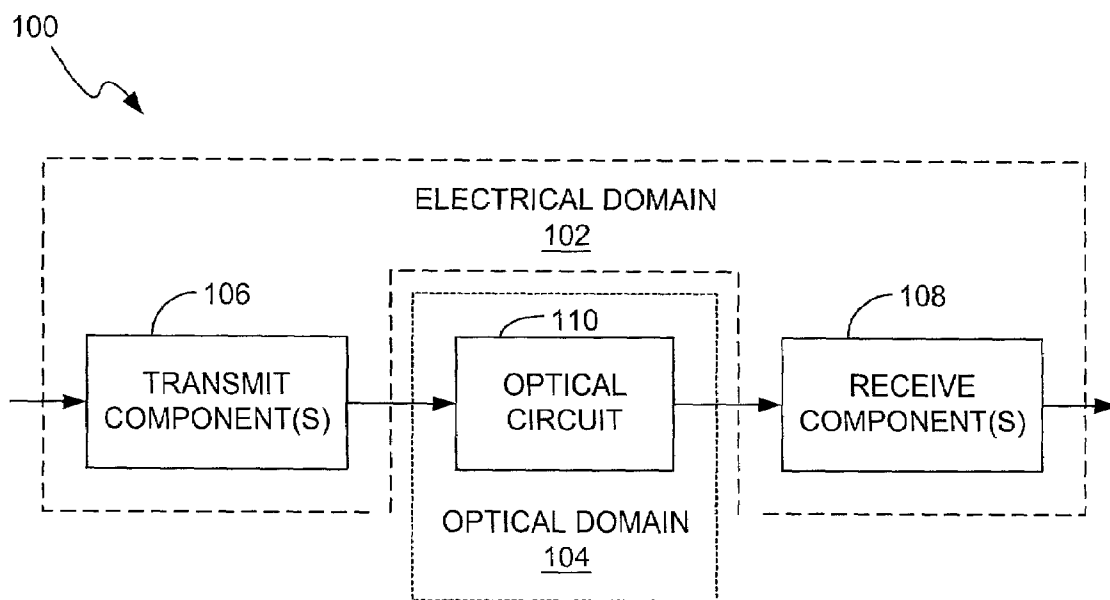 100
ELECTRICAL DOMAIN
102
106
110
108
TRANSMIT
COMPONENT(S)
OPTICAL
CIRCUIT
RECEIVE
COMPONENT(S)
OPTICAL DOMAIN
104